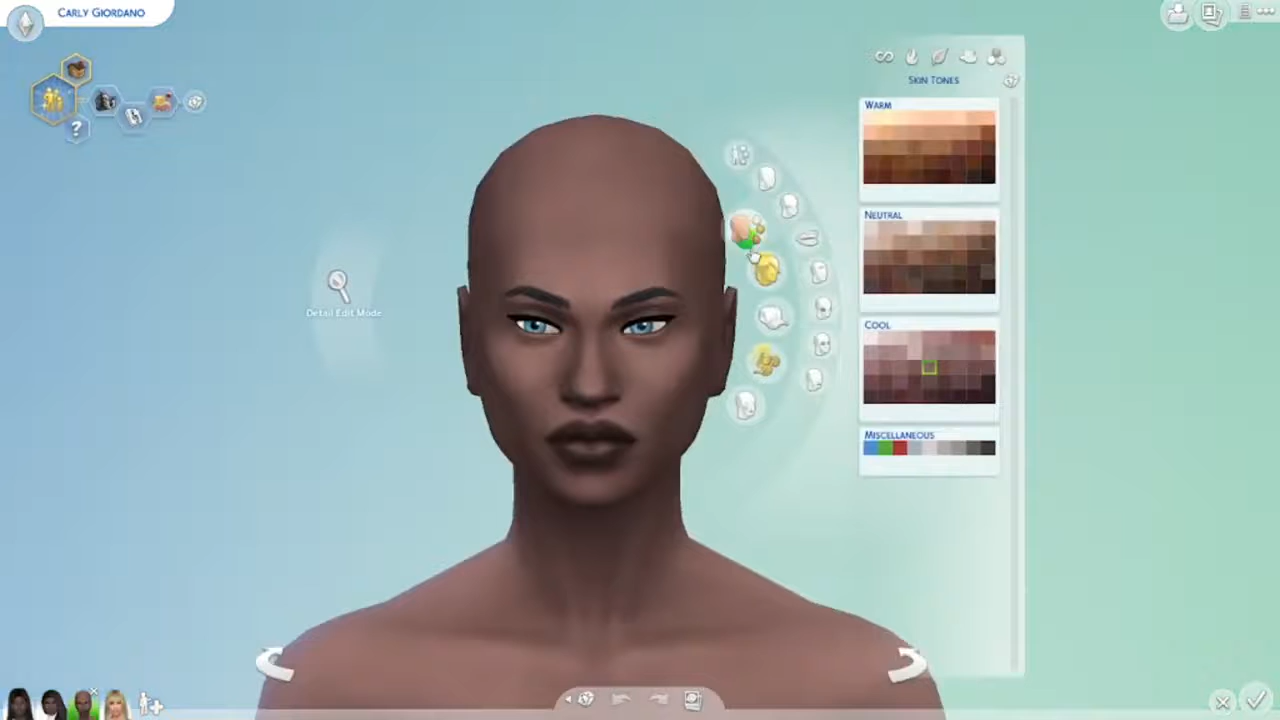 Carly Giordano
Skin Tones
Warm
?
Detail Edit Mode
Neutral
Cool
Miscellaneous